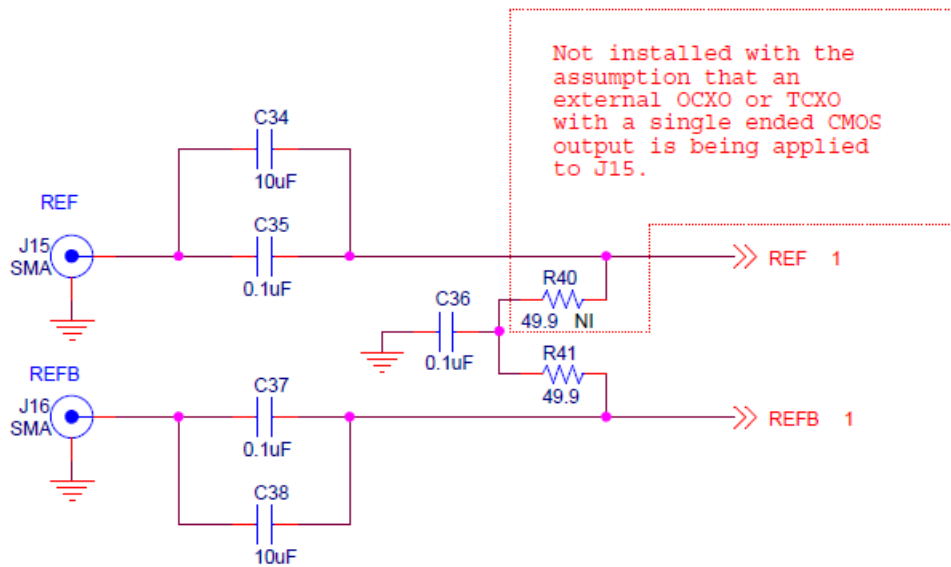 Not installed with the
assumption that an
external OCXO or TCXO
with a single ended CMOS
output is being applied
to J15.
C34
10uF
REF
J15
SMA
C35
0.1uF
REF 1
R40
49.9 NI
C36
0.1uF
R41
49.9
REFB
J16
SMA
C37
0.1uF
REFB 1
C38
10uF